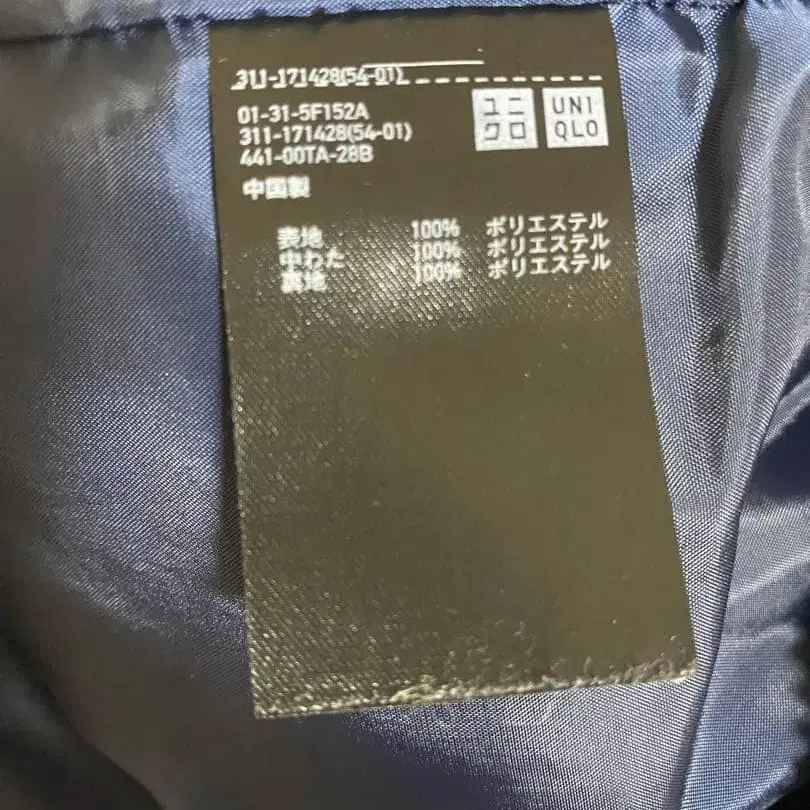 311-171428(54-01)
01-31-5F152A
311-171428(54-01)
441-00TA-28B
中国製
ユニクロ
UNIQLO
表地 100% ポリエステル
中わた 100% ポリエステル
裏地 100% ポリエステル